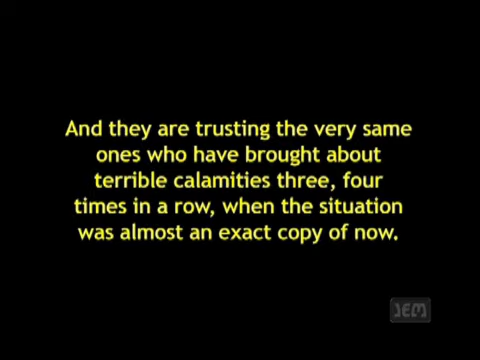 And they are trusting the very same
ones who have brought about
terrible calamities three, four
times in a row, when the situation
was almost an exact copy of now.
JEM